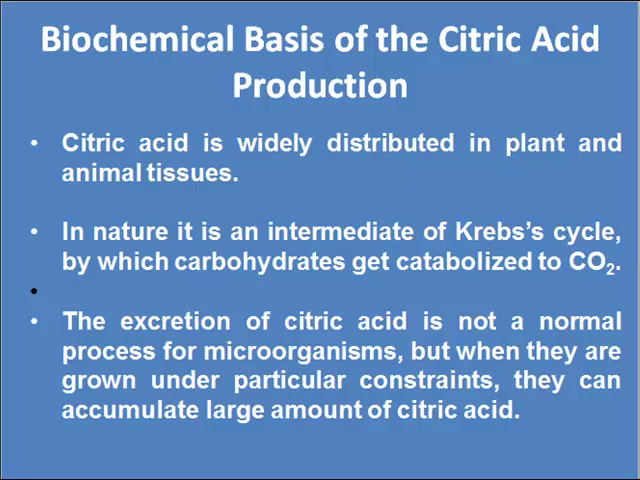 Biochemical Basis of the Citric Acid
Production
• Citric acid is widely distributed in plant and
animal tissues.
• In nature it is an intermediate of Krebs’s cycle,
by which carbohydrates get catabolized to CO₂.
•
• The excretion of citric acid is not a normal
process for microorganisms, but when they are
grown under particular constraints, they can
accumulate large amount of citric acid.